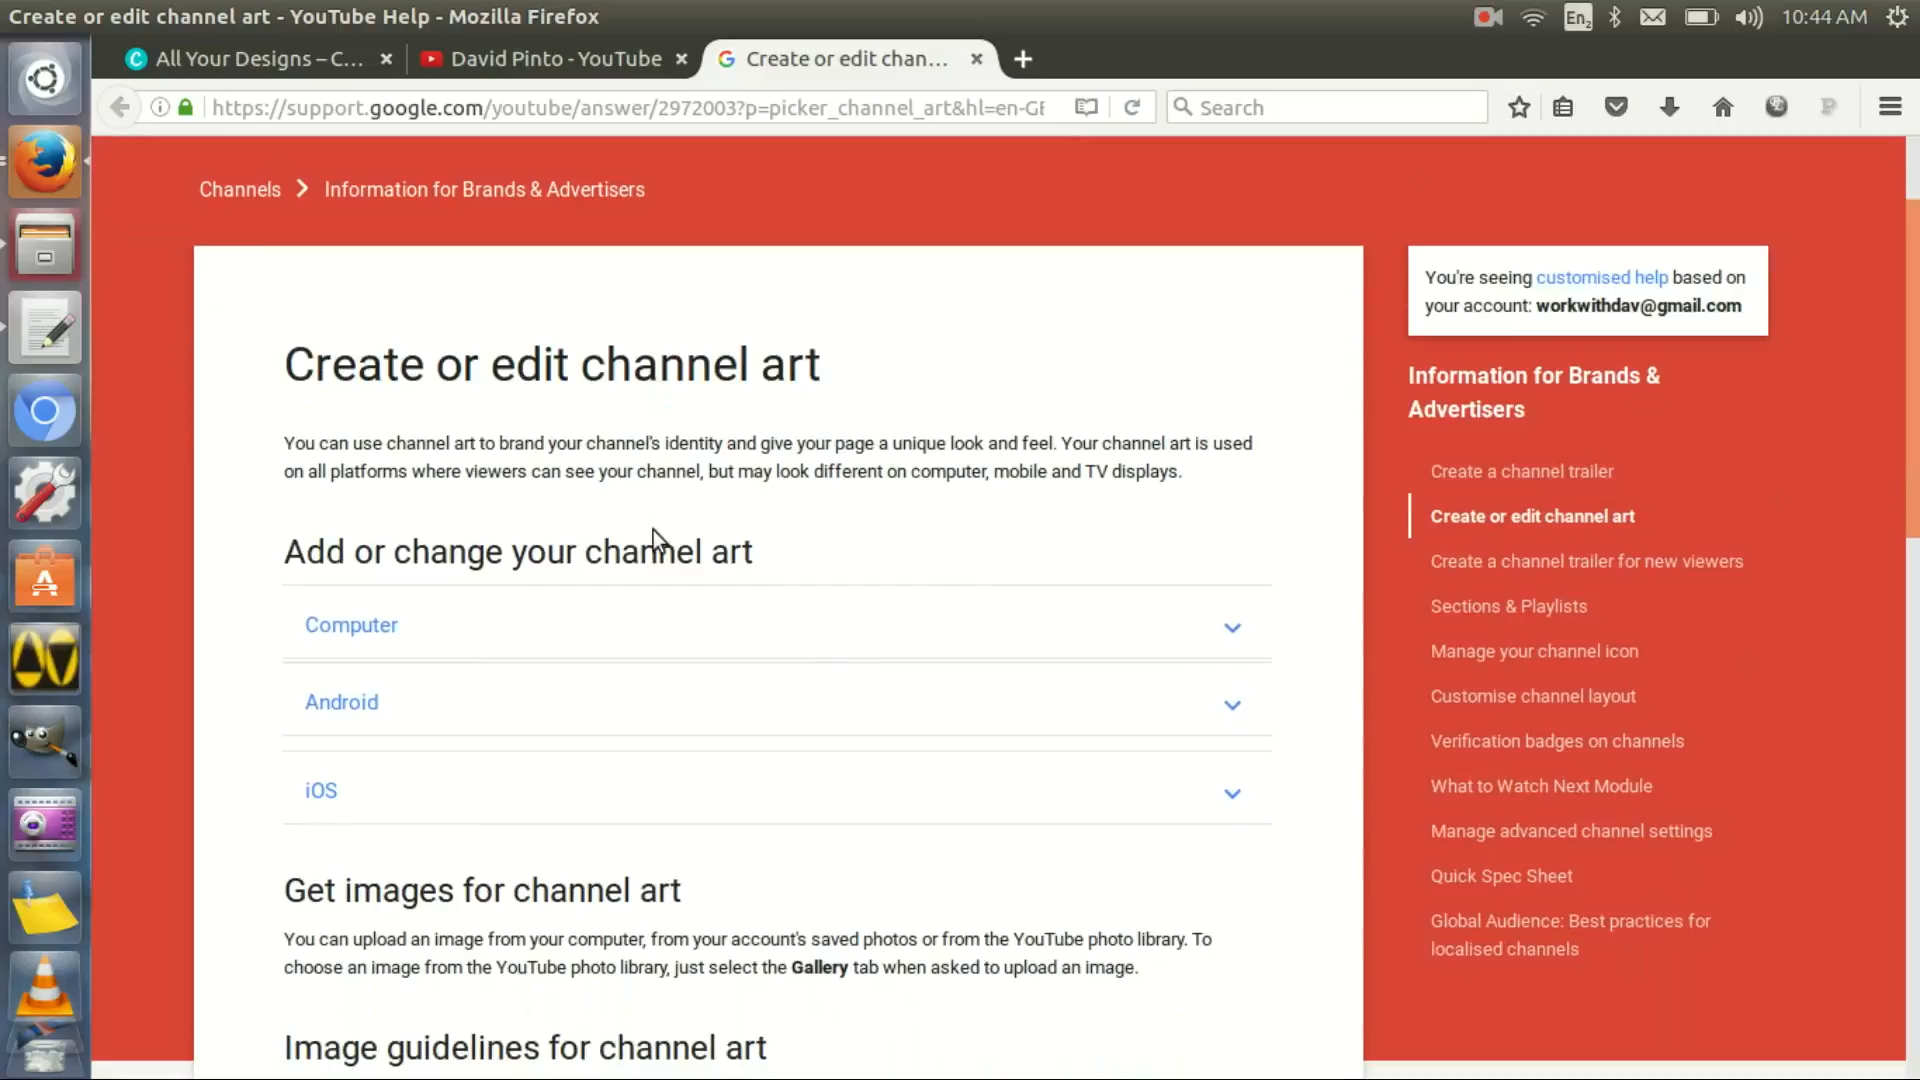 Create or edit channel art - YouTube Help - Mozilla Firefox
En2
10:44 AM
All Your Designs – C...
David Pinto - YouTube
Create or edit chan...
https://support.google.com/youtube/answer/2972003?p=picker_channel_art&hl=en-GB
Search
Channels
Information for Brands & Advertisers
Create or edit channel art
You can use channel art to brand your channel's identity and give your page a unique look and feel. Your channel art is used
on all platforms where viewers can see your channel, but may look different on computer, mobile and TV displays.
Add or change your channel art
Computer
Android
iOS
Get images for channel art
You can upload an image from your computer, from your account's saved photos or from the YouTube photo library. To
choose an image from the YouTube photo library, just select the Gallery tab when asked to upload an image.
Image guidelines for channel art
You're seeing customised help based on
your account: workwithdav@gmail.com
Information for Brands &
Advertisers
Create a channel trailer
Create or edit channel art
Create a channel trailer for new viewers
Sections & Playlists
Manage your channel icon
Customise channel layout
Verification badges on channels
What to Watch Next Module
Manage advanced channel settings
Quick Spec Sheet
Global Audience: Best practices for
localised channels